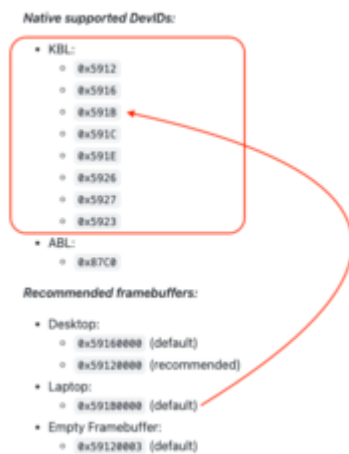 Native supported DevIDs:
KBL:
0x5912
0x5916
0x591B
0x591C
0x591E
0x5926
0x5927
0x5923
ABL:
0x87C0
Recommended framebuffers:
Desktop:
0x59160000 (default)
0x59120000 (recommended)
Laptop:
0x591B0000 (default)
Empty Framebuffer:
0x59120003 (default)